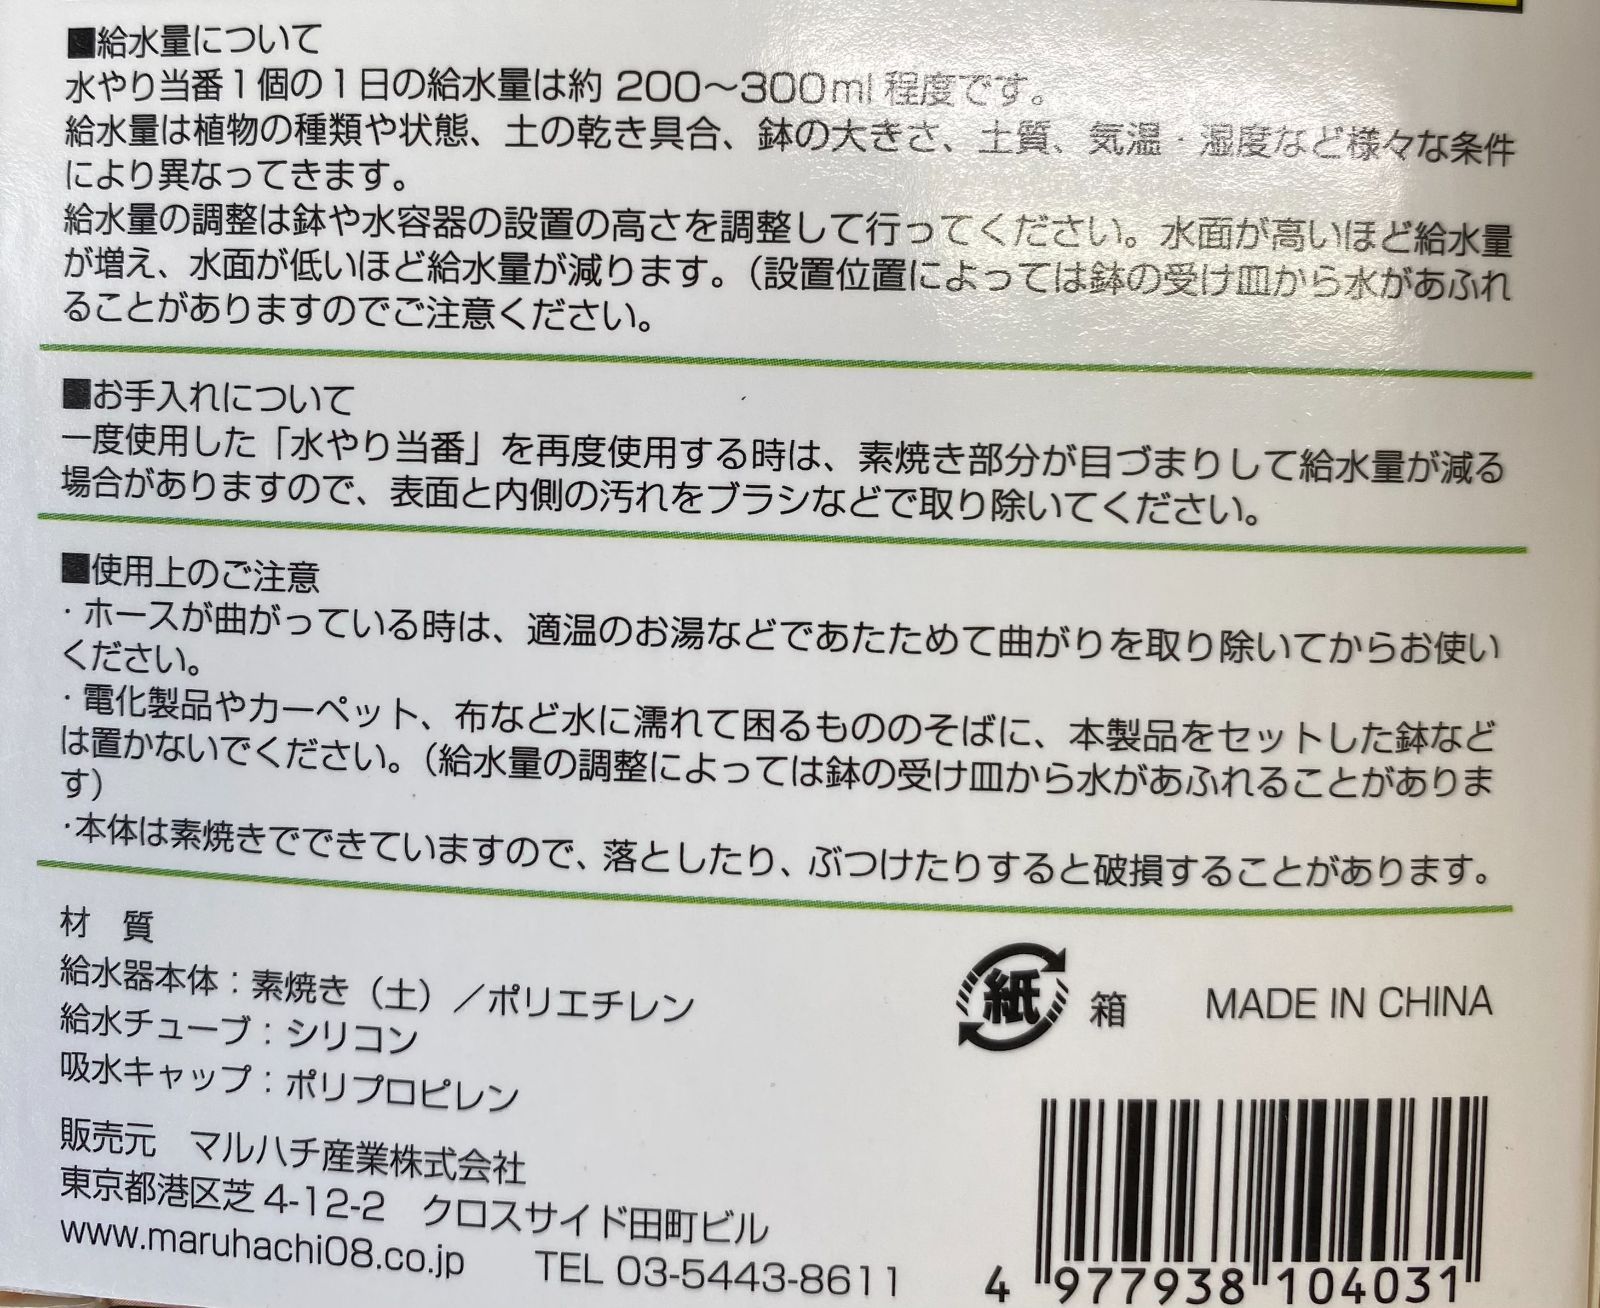 ■給水量について
水やり当番1個の1日の給水量は約 200〜300ml 程度です。
給水量は植物の種類や状態、土の乾き具合、鉢の大きさ、土質、気温・湿度など様々な条件
により異なってきます。
給水量の調整は鉢や水容器の設置の高さを調整して行ってください。水面が高いほど給水量
が増え、水面が低いほど給水量が減ります。（設置位置によっては鉢の受け皿から水があふれ
ることがありますのでご注意ください。
■お手入れについて
一度使用した「水やり当番」を再度使用する時は、素焼き部分が目づまりして給水量が減る
場合がありますので、表面と内側の汚れをブラシなどで取り除いてください。
■使用上のご注意
・ホースが曲がっている時は、適温のお湯などであたためて曲がりを取り除いてからお使い
ください。
・電化製品やカーペット、布など水に濡れて困るもののそばに、本製品をセットした鉢など
は置かないでください。（給水量の調整によっては鉢の受け皿から水があふれることがありま
す）
・本体は素焼きでできていますので、落としたり、ぶつけたりすると破損することがあります。
材 質
給水器本体：素焼き（土）／ポリエチレン
給水チューブ：シリコン
吸水キャップ：ポリプロピレン
紙 箱 MADE IN CHINA
販売元 マルハチ産業株式会社
東京都港区芝 4-12-2 クロスサイド田町ビル
www.maruhachi08.co.jp TEL 03-5443-8611
4 977938 104031